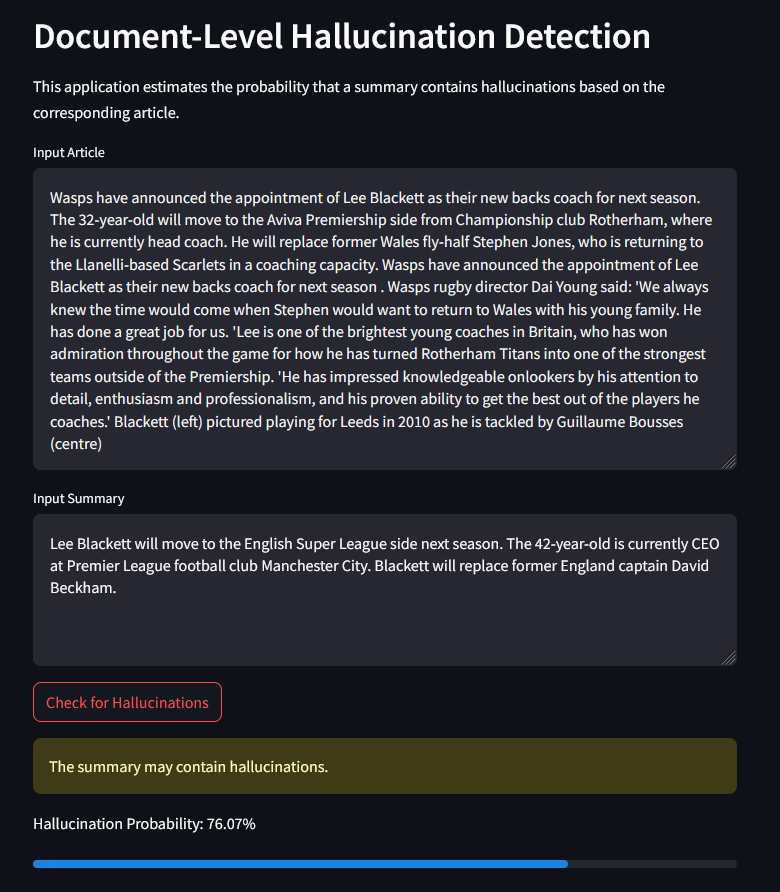 Document-Level Hallucination Detection
This application estimates the probability that a summary contains hallucinations based on the
corresponding article.
Input Article
Wasps have announced the appointment of Lee Blackett as their new backs coach for next season.
The 32-year-old will move to the Aviva Premiership side from Championship club Rotherham, where
he is currently head coach. He will replace former Wales fly-half Stephen Jones, who is returning to
the Llanelli-based Scarlets in a coaching capacity. Wasps have announced the appointment of Lee
Blackett as their new backs coach for next season . Wasps rugby director Dai Young said: 'We always
knew the time would come when Stephen would want to return to Wales with his young family. He
has done a great job for us. 'Lee is one of the brightest young coaches in Britain, who has won
admiration throughout the game for how he has turned Rotherham Titans into one of the strongest
teams outside of the Premiership. 'He has impressed knowledgeable onlookers by his attention to
detail, enthusiasm and professionalism, and his proven ability to get the best out of the players he
coaches.' Blackett (left) pictured playing for Leeds in 2010 as he is tackled by Guillaume Bousses
(centre)
Input Summary
Lee Blackett will move to the English Super League side next season. The 42-year-old is currently CEO
at Premier League football club Manchester City. Blackett will replace former England captain David
Beckham.
Check for Hallucinations
The summary may contain hallucinations.
Hallucination Probability: 76.07%